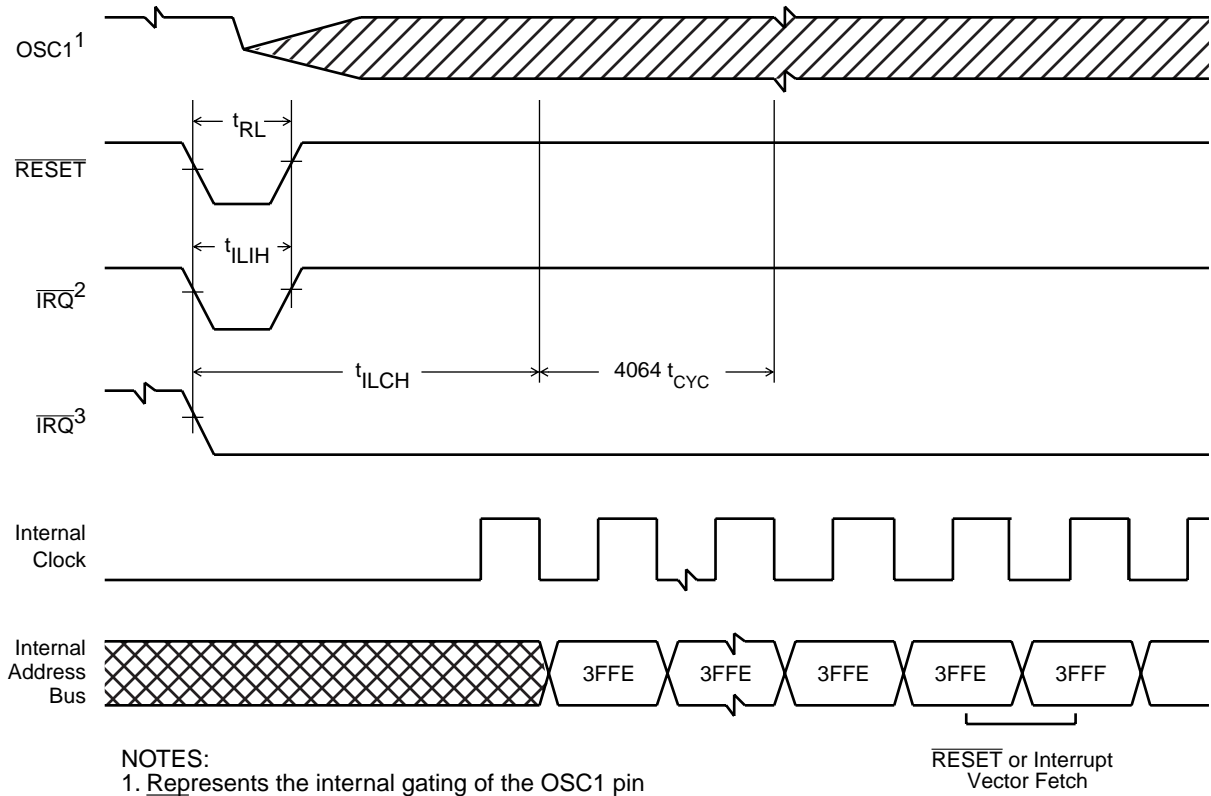 OSC1¹
t_RL
RESET
t_ILIH
IRQ²
t_ILCH
4064 t_CYC
IRQ³
Internal
Clock
Internal
Address
Bus
3FFE 3FFE 3FFE 3FFE 3FFF
RESET or Interrupt
Vector Fetch
NOTES:
1. Represents the internal gating of the OSC1 pin